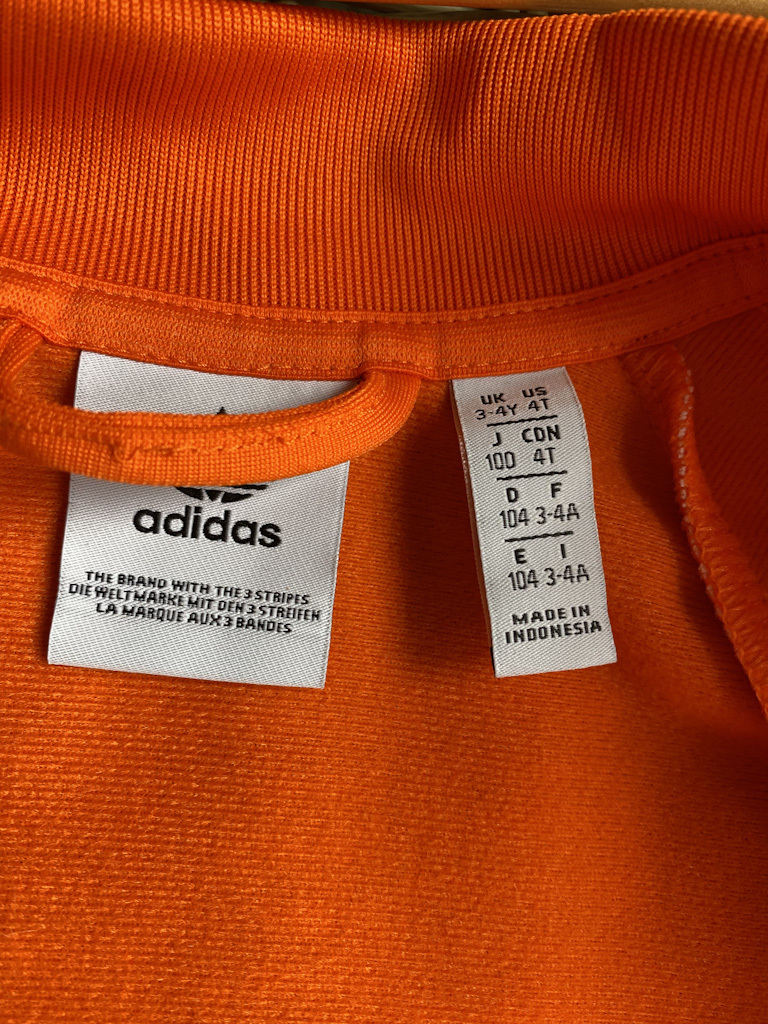 adidas
THE BRAND WITH THE 3 STRIPES
DIE WELTMARKE MIT DEN 3 STREIFEN
LA MARQUE AUX 3 BANDES
UK US
3-4Y 4T
J CDN
100 4T
D F
104 3-4A
E I
104 3-4A
MADE IN
INDONESIA